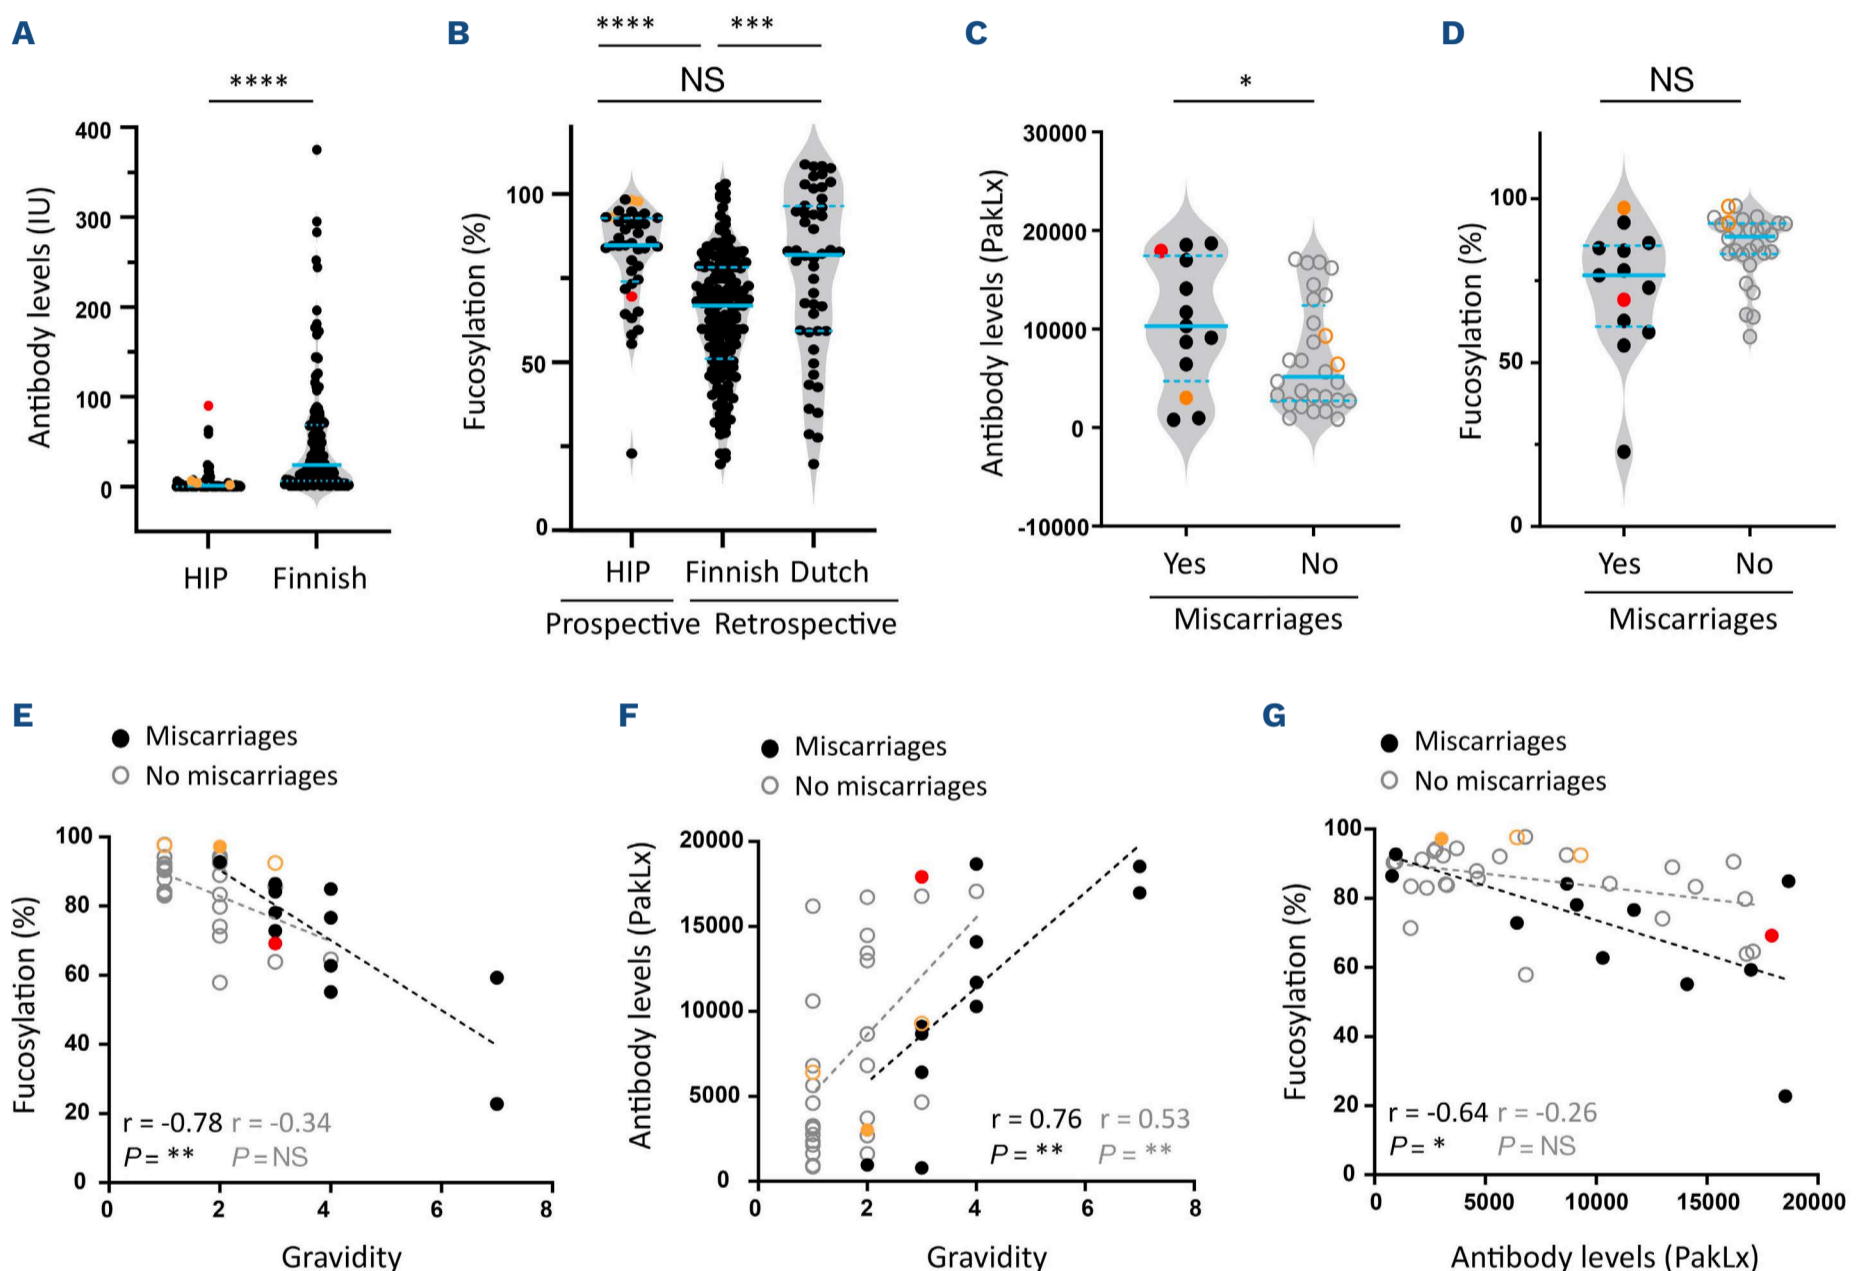 A
****
Antibody levels (IU)
400
300
200
100
0
HIP Finnish
B
**** ***
NS
Fucosylation (%)
100
50
0
HIP Finnish Dutch
Prospective Retrospective
C
*
Antibody levels (PakLx)
30000
20000
10000
0
-10000
Yes No
Miscarriages
D
NS
Fucosylation (%)
100
50
0
Yes No
Miscarriages
E
Miscarriages
No miscarriages
Fucosylation (%)
100
80
60
40
20
0
r = -0.78 r = -0.34
P = ** P = NS
0 2 4 6 8
Gravidity
F
Miscarriages
No miscarriages
Antibody levels (PakLx)
20000
15000
10000
5000
0
r = 0.76 r = 0.53
P = ** P = **
0 2 4 6 8
Gravidity
G
Miscarriages
No miscarriages
Fucosylation (%)
100
80
60
40
20
0
r = -0.64 r = -0.26
P = * P = NS
0 5000 10000 15000 20000
Antibody levels (PakLx)